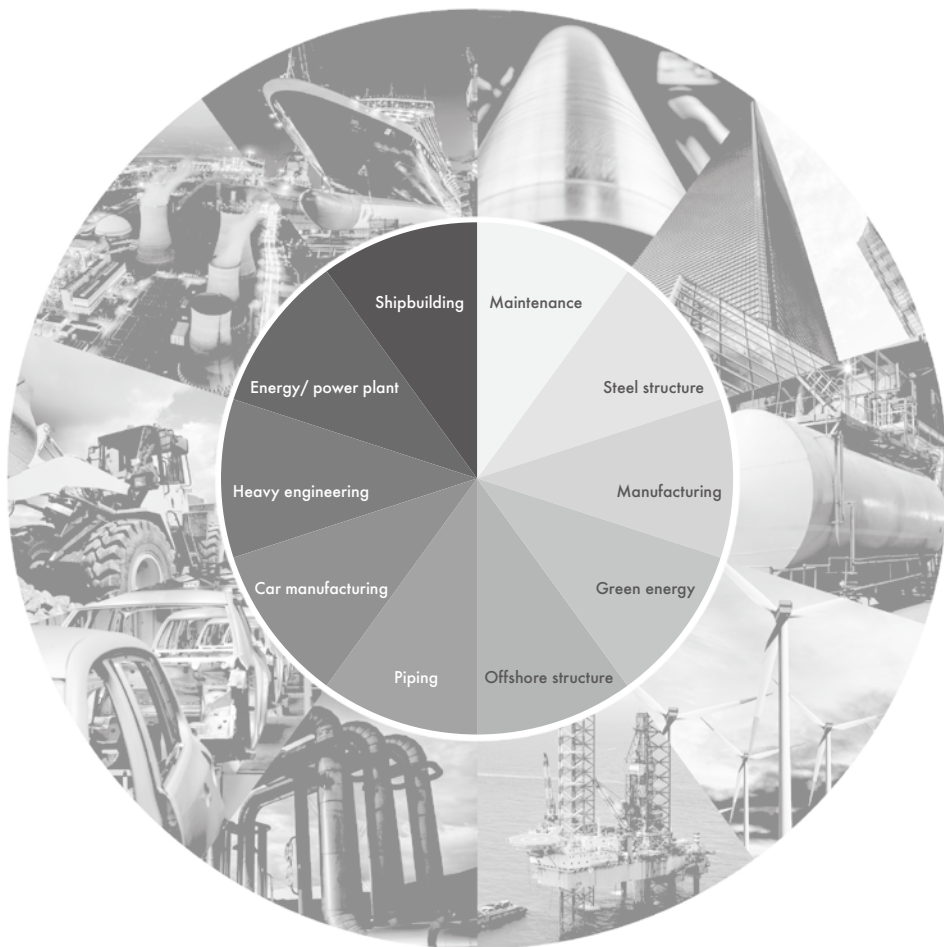 Shipbuilding
Maintenance
Energy/ power plant
Steel structure
Heavy engineering
Manufacturing
Car manufacturing
Green energy
Piping
Offshore structure